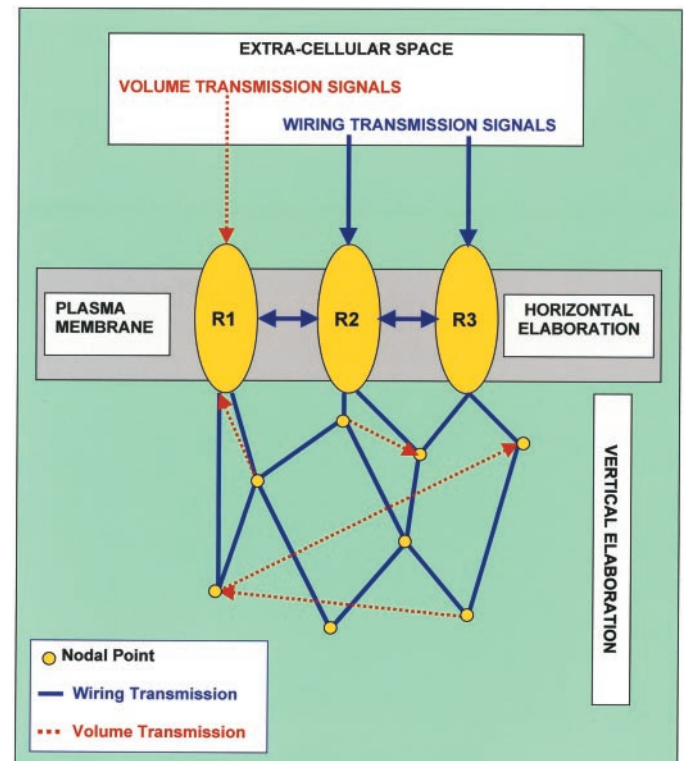 EXTRA-CELLULAR SPACE
VOLUME TRANSMISSION SIGNALS
WIRING TRANSMISSION SIGNALS
PLASMA
MEMBRANE
R1
R2
R3
HORIZONTAL
ELABORATION
VERTICAL ELABORATION
Nodal Point
Wiring Transmission
Volume Transmission